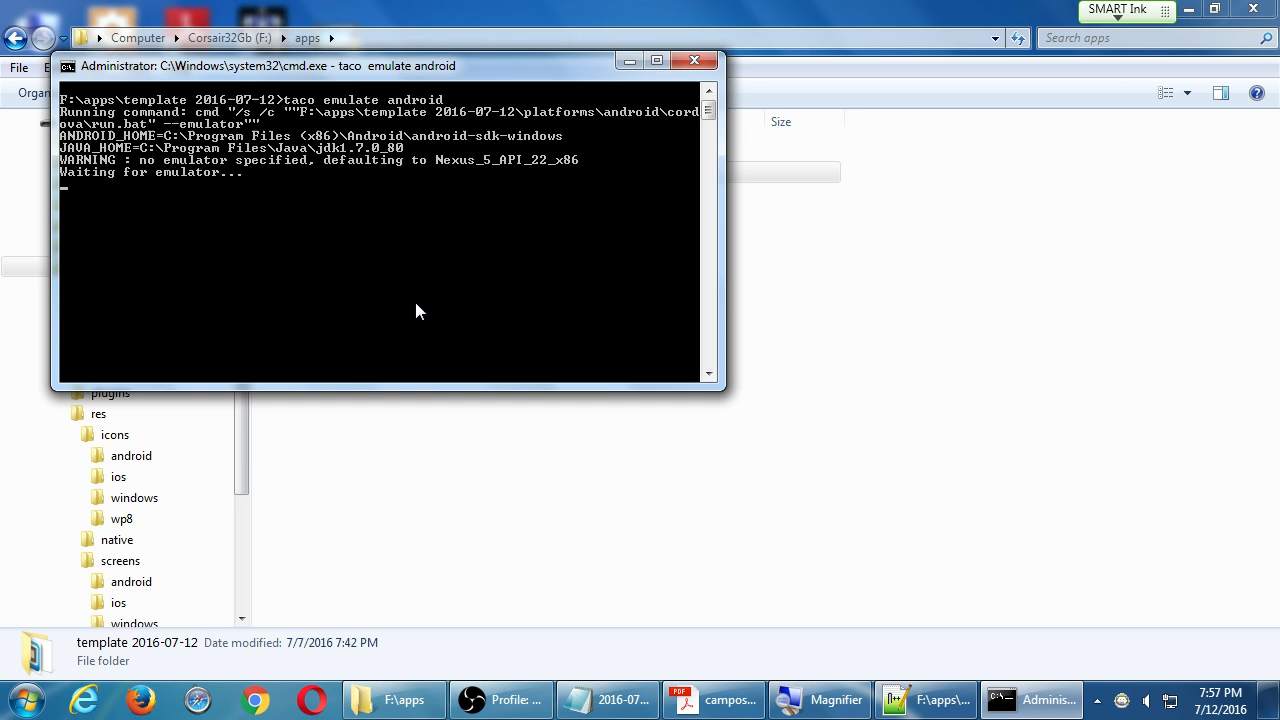 SMART Ink
Computer Corsair32Gb (F:) apps
Search apps
File
Organ
Administrator: C:\Windows\system32\cmd.exe - taco emulate android
F:\apps\template 2016-07-12>taco emulate android
Running command: cmd "/s /c ""F:\apps\template 2016-07-12\platforms\android\cord
ova\run.bat" --emulator""
ANDROID_HOME=C:\Program Files (x86)\Android\android-sdk-windows
JAVA_HOME=C:\Program Files\Java\jdk1.7.0_80
WARNING : no emulator specified, defaulting to Nexus_5_API_22_x86
Waiting for emulator...
Size
plugins
res
icons
android
ios
windows
wp8
native
screens
android
ios
windows
template 2016-07-12 Date modified: 7/7/2016 7:42 PM
File folder
F:\apps
Profile: ...
2016-07...
PDF
campos...
Magnifier
F:\apps\...
Adminis...
7:57 PM
7/12/2016